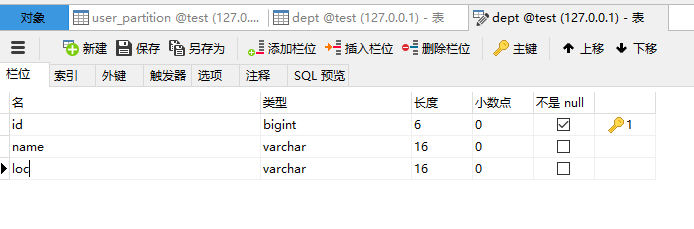 对象 user_partition @test (127.0.... dept @test (127.0.0.1) - 表 dept @test (127.0.0.1) - 表
新建 保存 另存为 添加栏位 插入栏位 删除栏位 主键 上移 下移
栏位 索引 外键 触发器 选项 注释 SQL 预览
名 类型 长度 小数点 不是 null
id bigint 6 0 1
name varchar 16 0
loc varchar 16 0